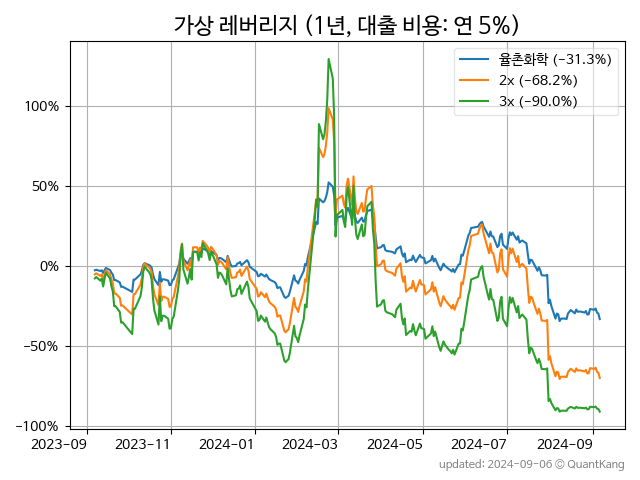 가상 레버리지 (1년, 대출 비용: 연 5%)
율촌화학 (−31.3%)
2x (−68.2%)
3x (−90.0%)
100%
50%
0%
−50%
−100%
2023-09
2023-11
2024-01
2024-03
2024-05
2024-07
2024-09
updated: 2024-09-06 © QuantKang